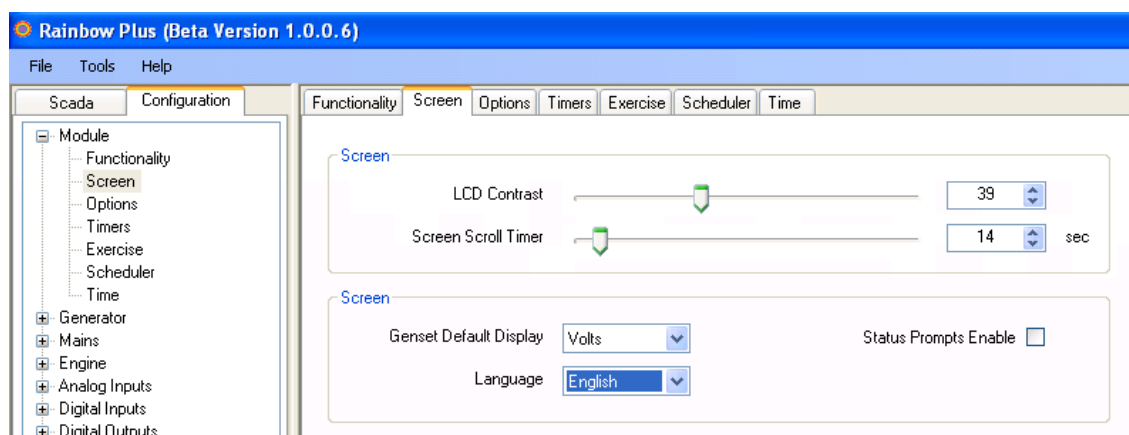 Rainbow Plus (Beta Version 1.0.0.6)
File Tools Help
Scada Configuration
Functionality Screen Options Timers Exercise Scheduler Time
Module
Functionality
Screen
Options
Timers
Exercise
Scheduler
Time
Generator
Mains
Engine
Analog Inputs
Digital Inputs
Digital Outputs
Screen
LCD Contrast 39
Screen Scroll Timer 14 sec
Screen
Genset Default Display Volts Status Prompts Enable
Language English